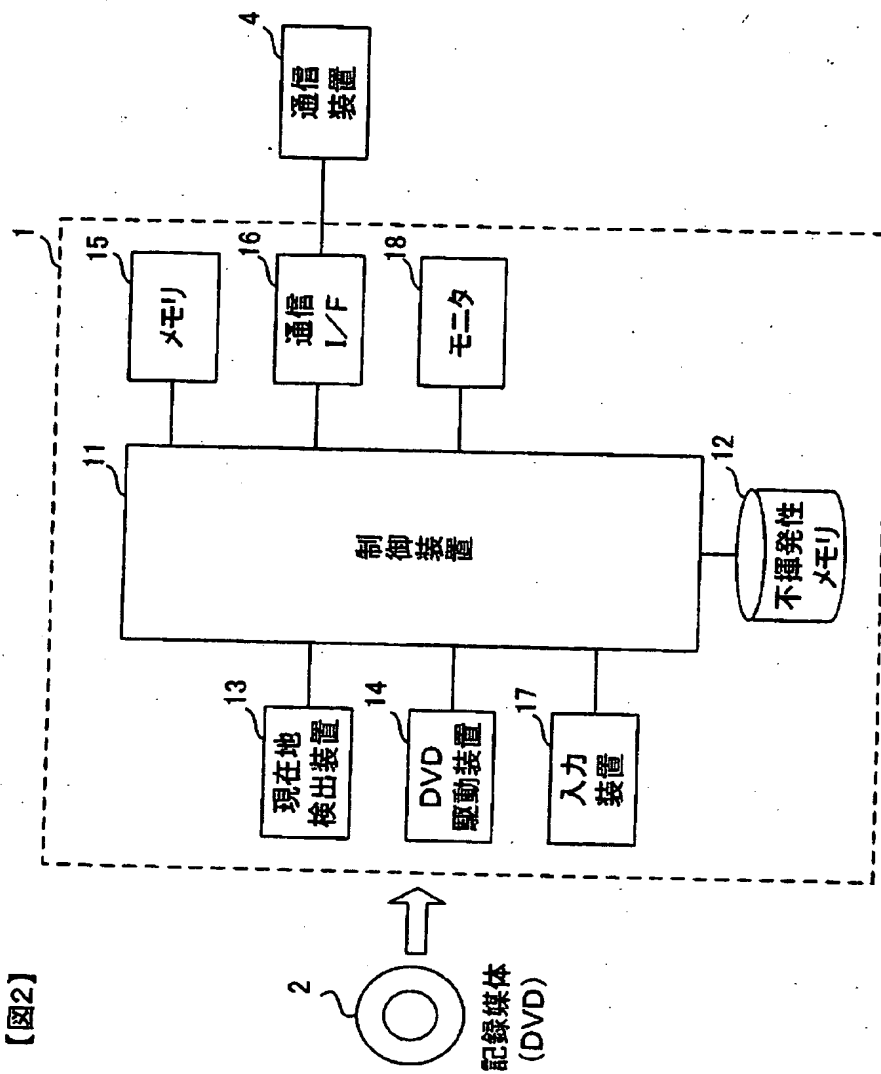 【図2】
1
11
制御装置
13
現在地
検出装置
14
DVD
駆動装置
17
入力
装置
15
メモリ
16
通信
I/F
18
モニタ
12
不揮発性
メモリ
4
通信
装置
2
記録媒体
(DVD)